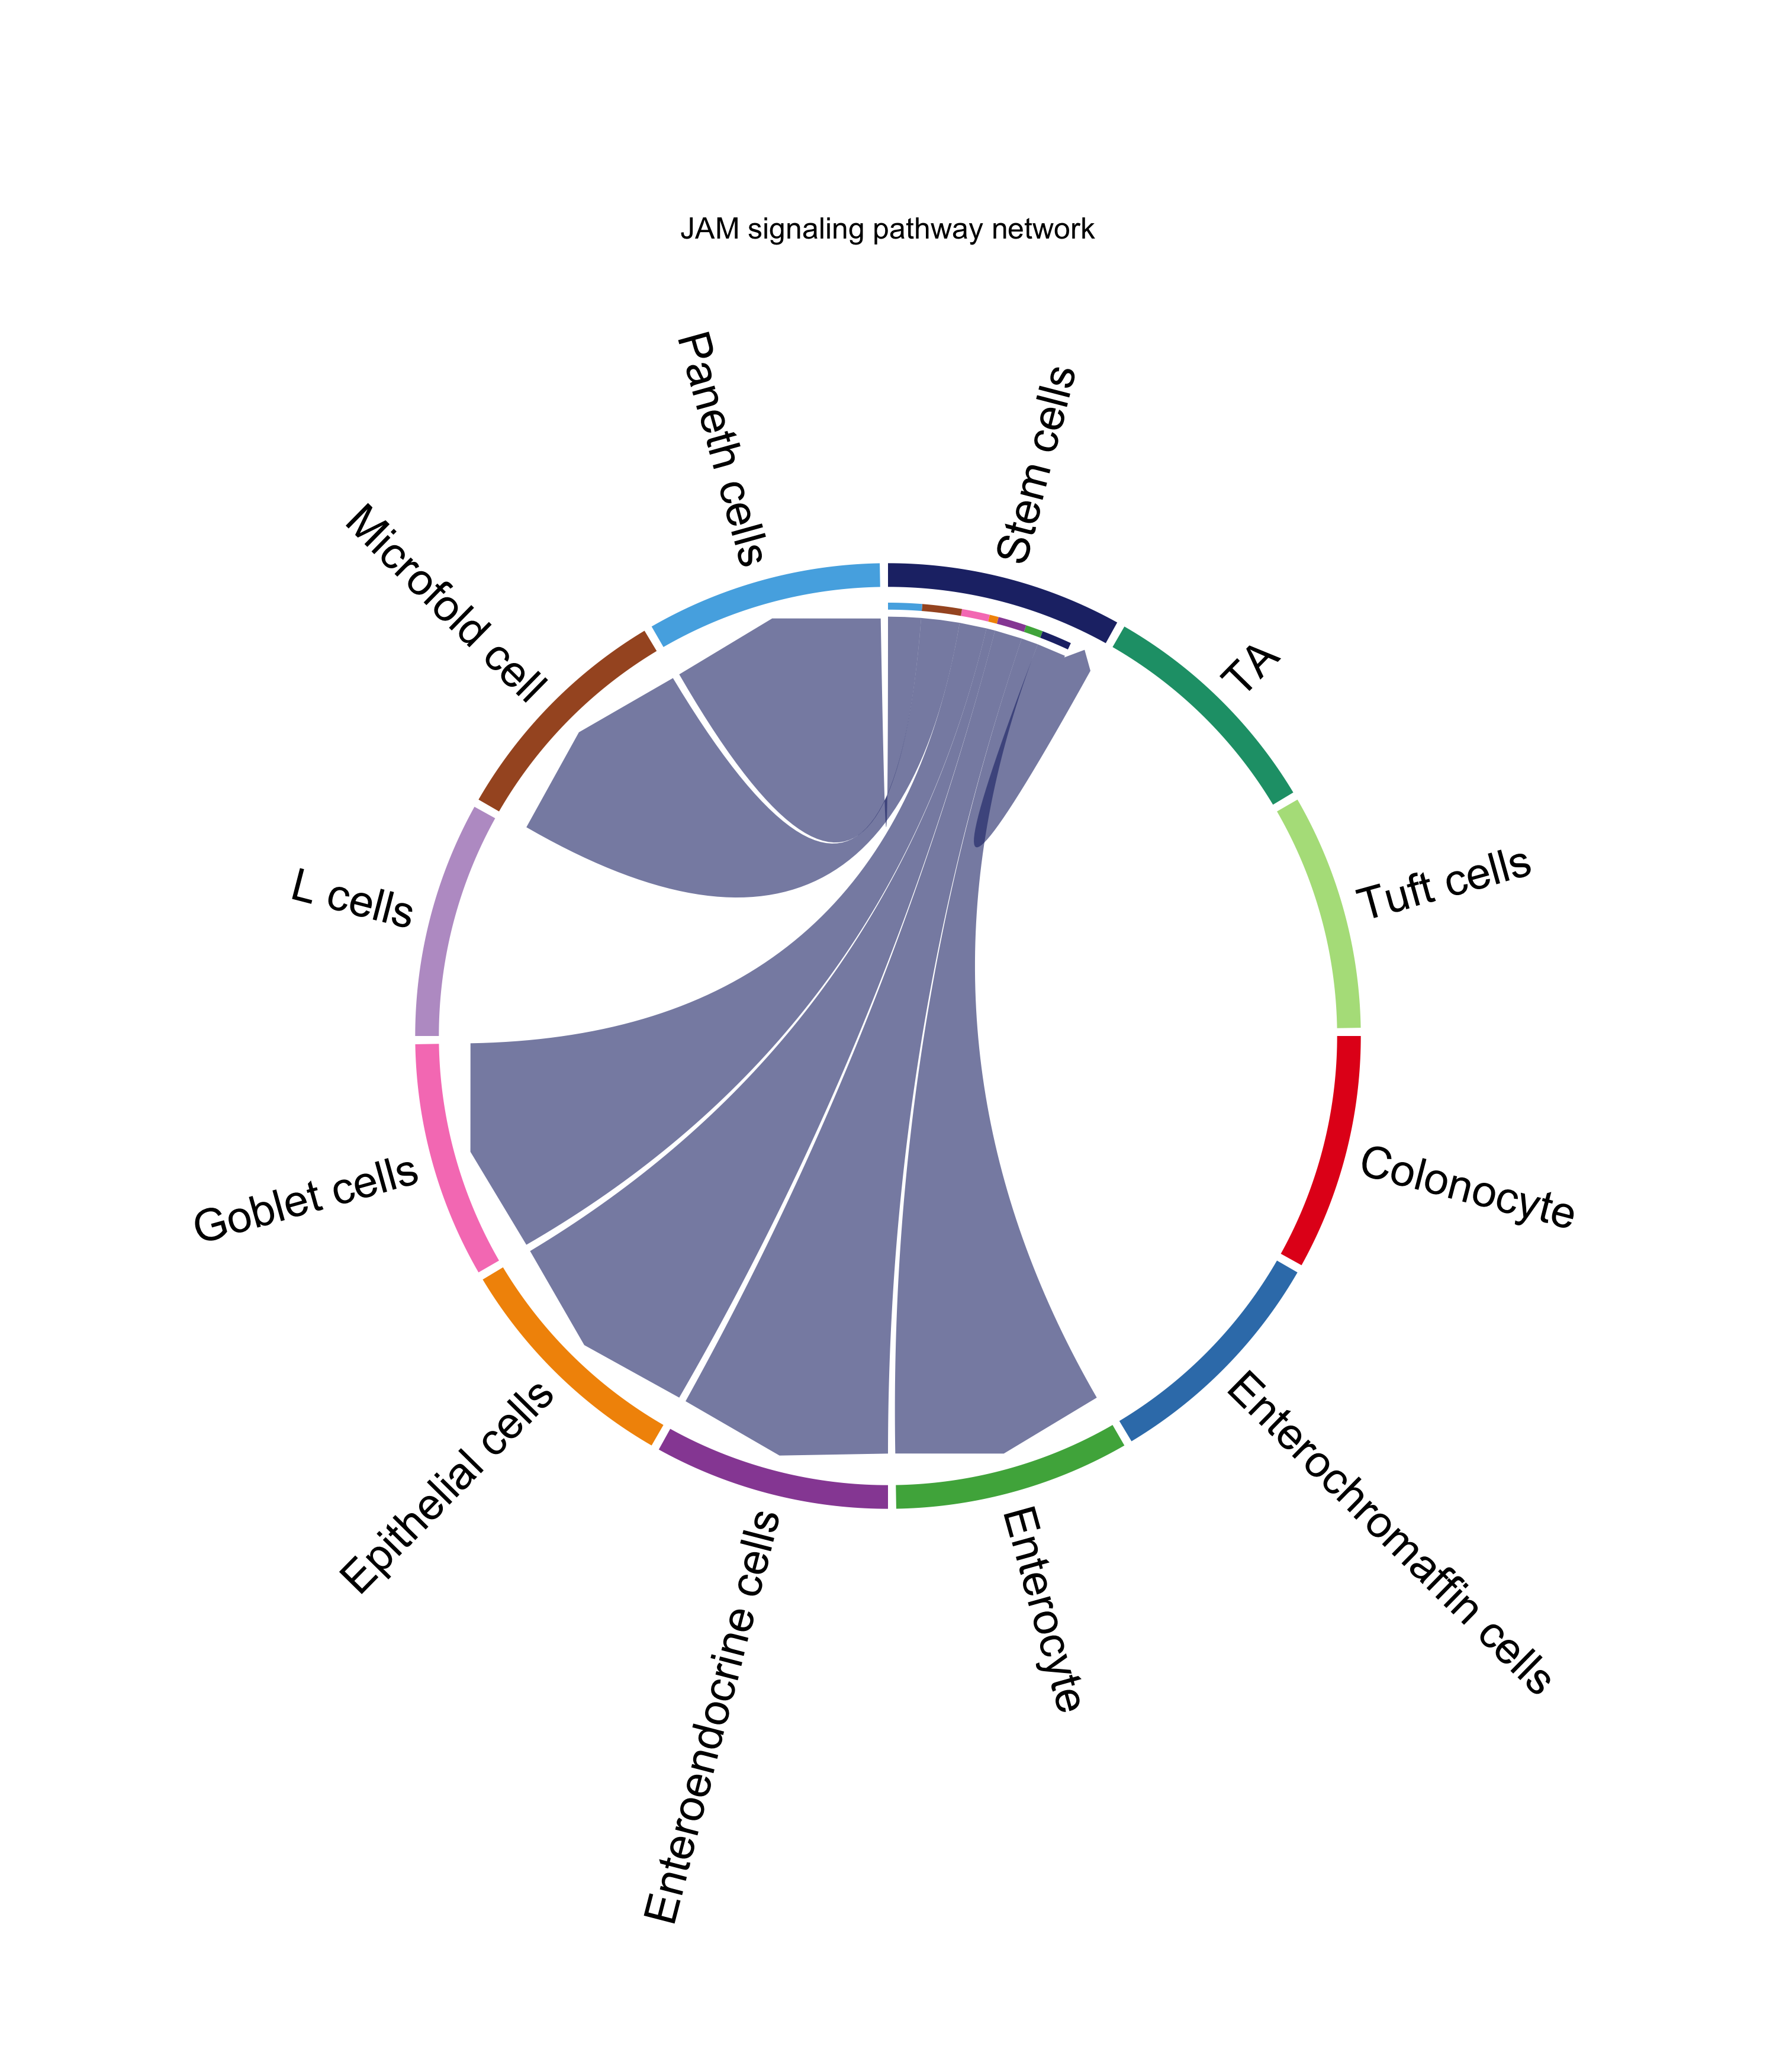 JAM signaling pathway network
Paneth cells
Stem cells
Microfold cell
TA
L cells
Tuft cells
Goblet cells
Colonocyte
Epithelial cells
Enterochromaffin cells
Enteroendocrine cells
Enterocyte